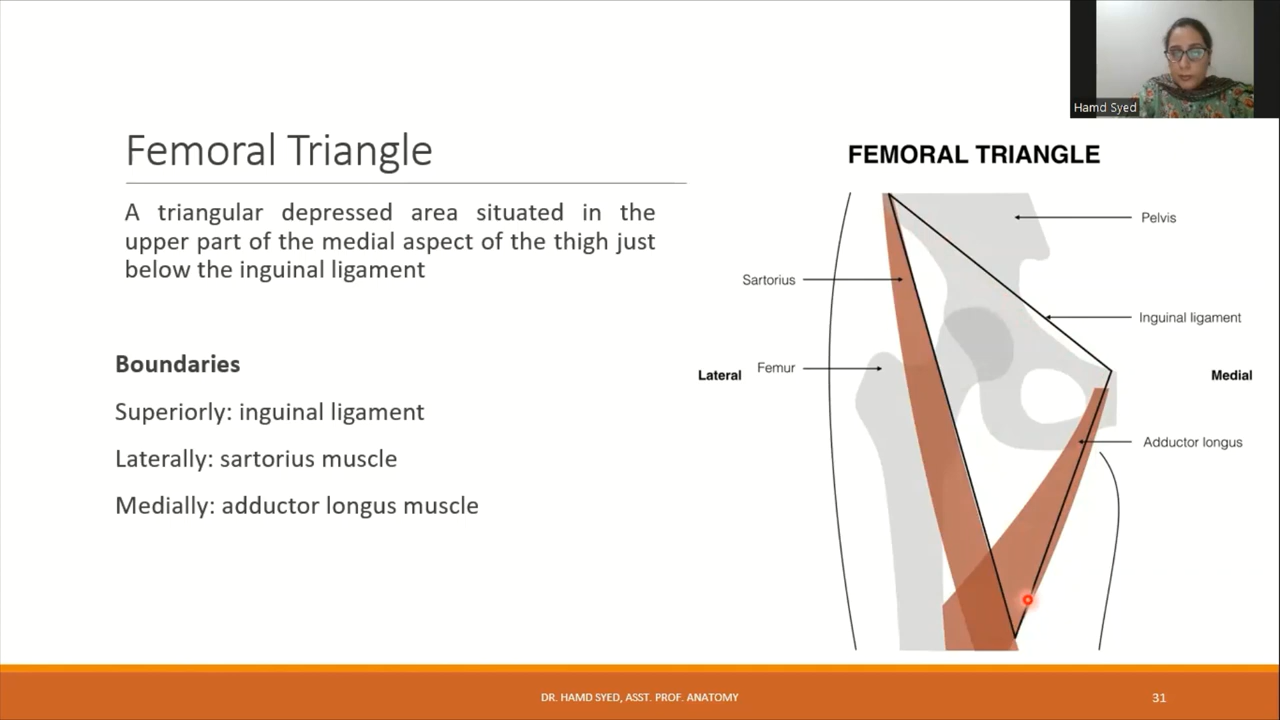 Hamd Syed
Femoral Triangle
A triangular depressed area situated in the
upper part of the medial aspect of the thigh just
below the inguinal ligament
Boundaries
Superiorly: inguinal ligament
Laterally: sartorius muscle
Medially: adductor longus muscle
FEMORAL TRIANGLE
Pelvis
Sartorius
Inguinal ligament
Femur
Lateral
Medial
Adductor longus
DR. HAMD SYED, ASST. PROF. ANATOMY
31